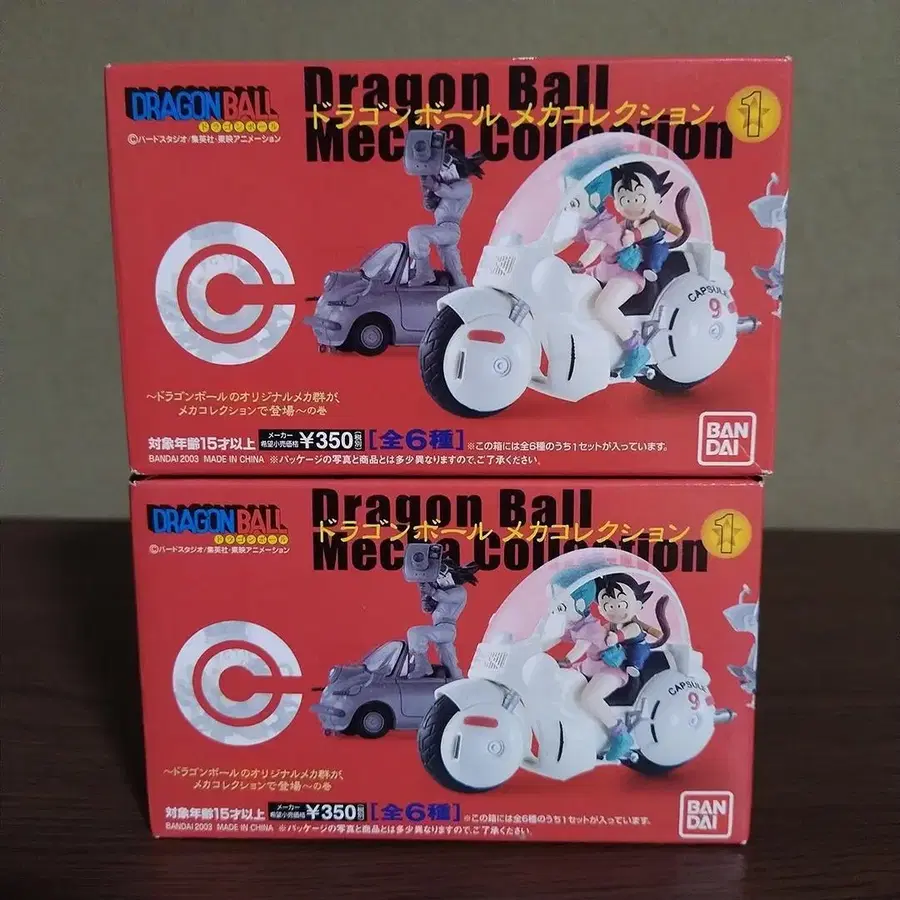 DRAGON BALL
ドラゴンボール
©バードスタジオ/集英社・東映アニメーション
Dragon Ball
ドラゴンボール メカコレクション
1
Mecha Collection
CAPSULE
9
〜ドラゴンボールのオリジナルメカ群が、
メカコレクションで登場〜の巻
対象年齢15才以上 メーカー希望小売価格 ¥350(税別) [全6種] ※この箱には全6種のうち1セットが入っています。
BANDAI 2003 MADE IN CHINA ※パッケージの写真と商品とは多少異なりますので、ご了承ください。
BAN
DAI
DRAGON BALL
ドラゴンボール
©バードスタジオ/集英社・東映アニメーション
Dragon Ball
ドラゴンボール メカコレクション
1
Mecha Collection
CAPSULE
9
〜ドラゴンボールのオリジナルメカ群が、
メカコレクションで登場〜の巻
対象年齢15才以上 メーカー希望小売価格 ¥350(税別) [全6種] ※この箱には全6種のうち1セットが入っています。
BANDAI 2003 MADE IN CHINA ※パッケージの写真と商品とは多少異なりますので、ご了承ください。
BAN
DAI